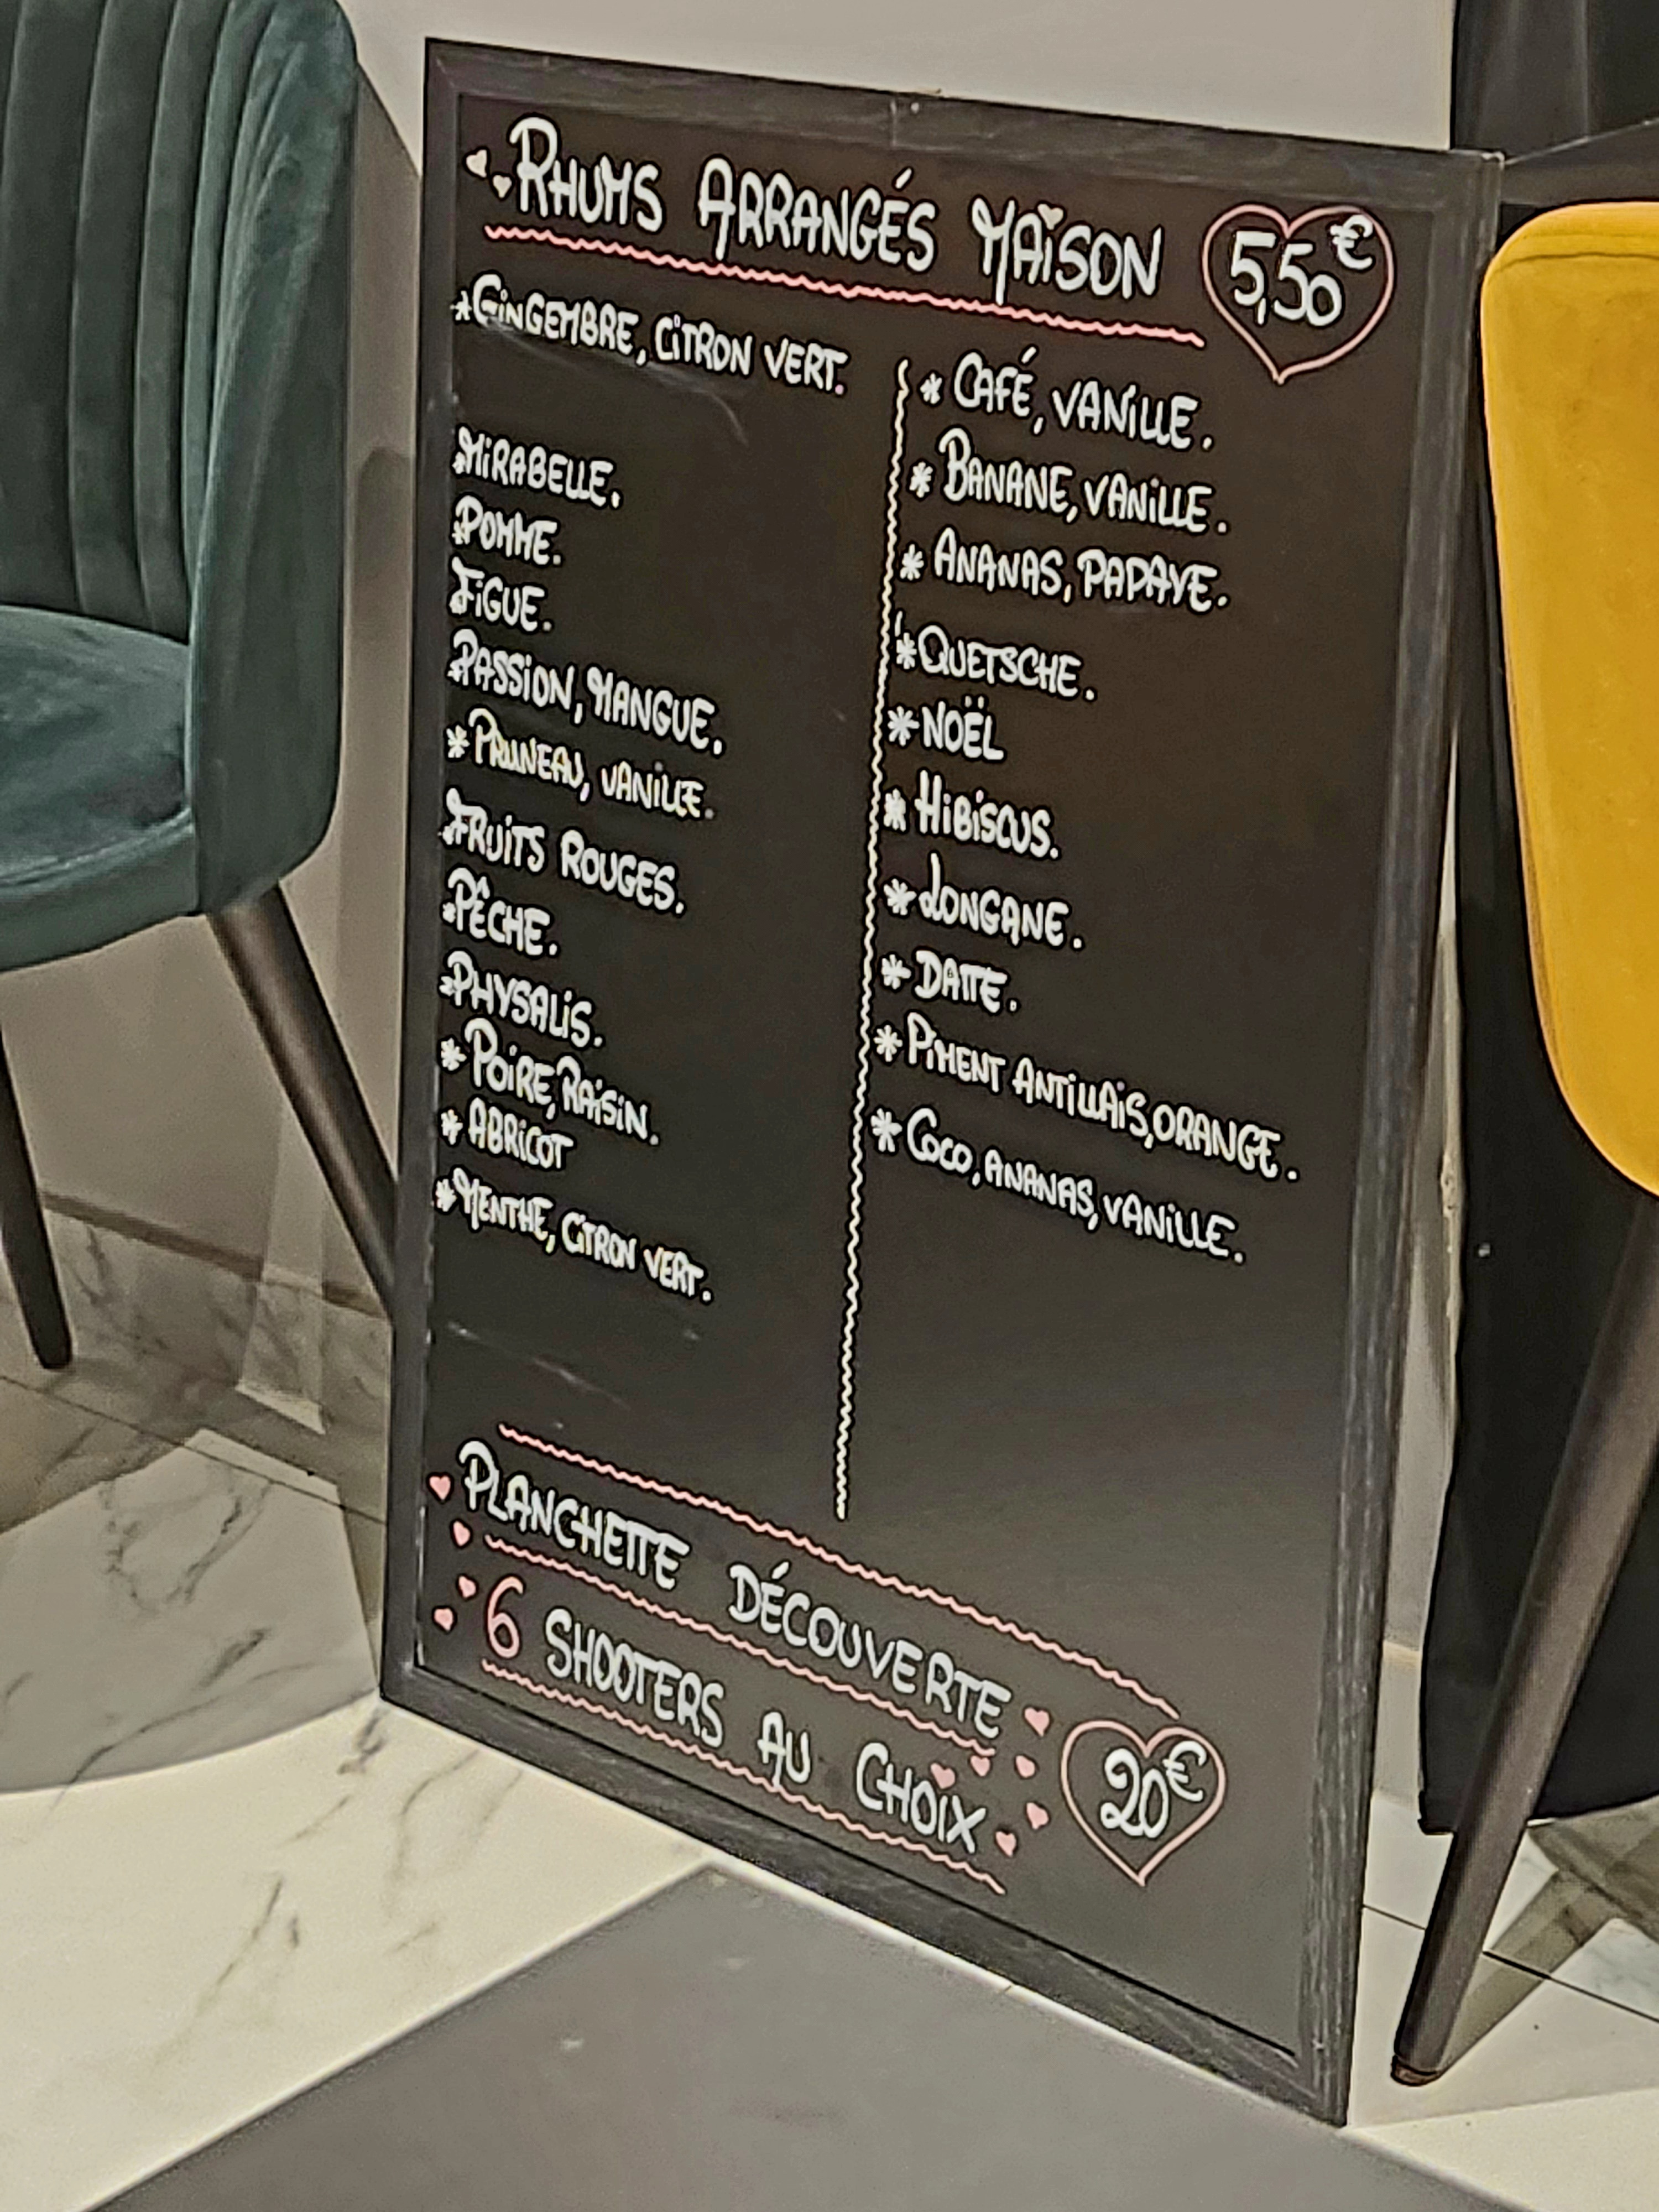 RHUMS ARRANGÉS MAISON 5,50€
*GINGEMBRE, CITRON VERT.
*MIRABELLE.
*POMME.
*FIGUE.
*PASSION, MANGUE.
*PRUNEAU, VANILLE.
*FRUITS ROUGES.
*PÊCHE.
*PHYSALIS.
*POIRE, RAISIN.
*ABRICOT
*MENTHE, CITRON VERT.
* CAFÉ, VANILLE.
* BANANE, VANILLE.
* ANANAS, PAPAYE.
*QUETSCHE.
*NOËL
* HIBISCUS.
*LONGANE.
* DATTE.
* PIMENT ANTILLAIS, ORANGE.
* COCO, ANANAS, VANILLE.
PLANCHETTE DÉCOUVERTE
6 SHOOTERS AU CHOIX
20€